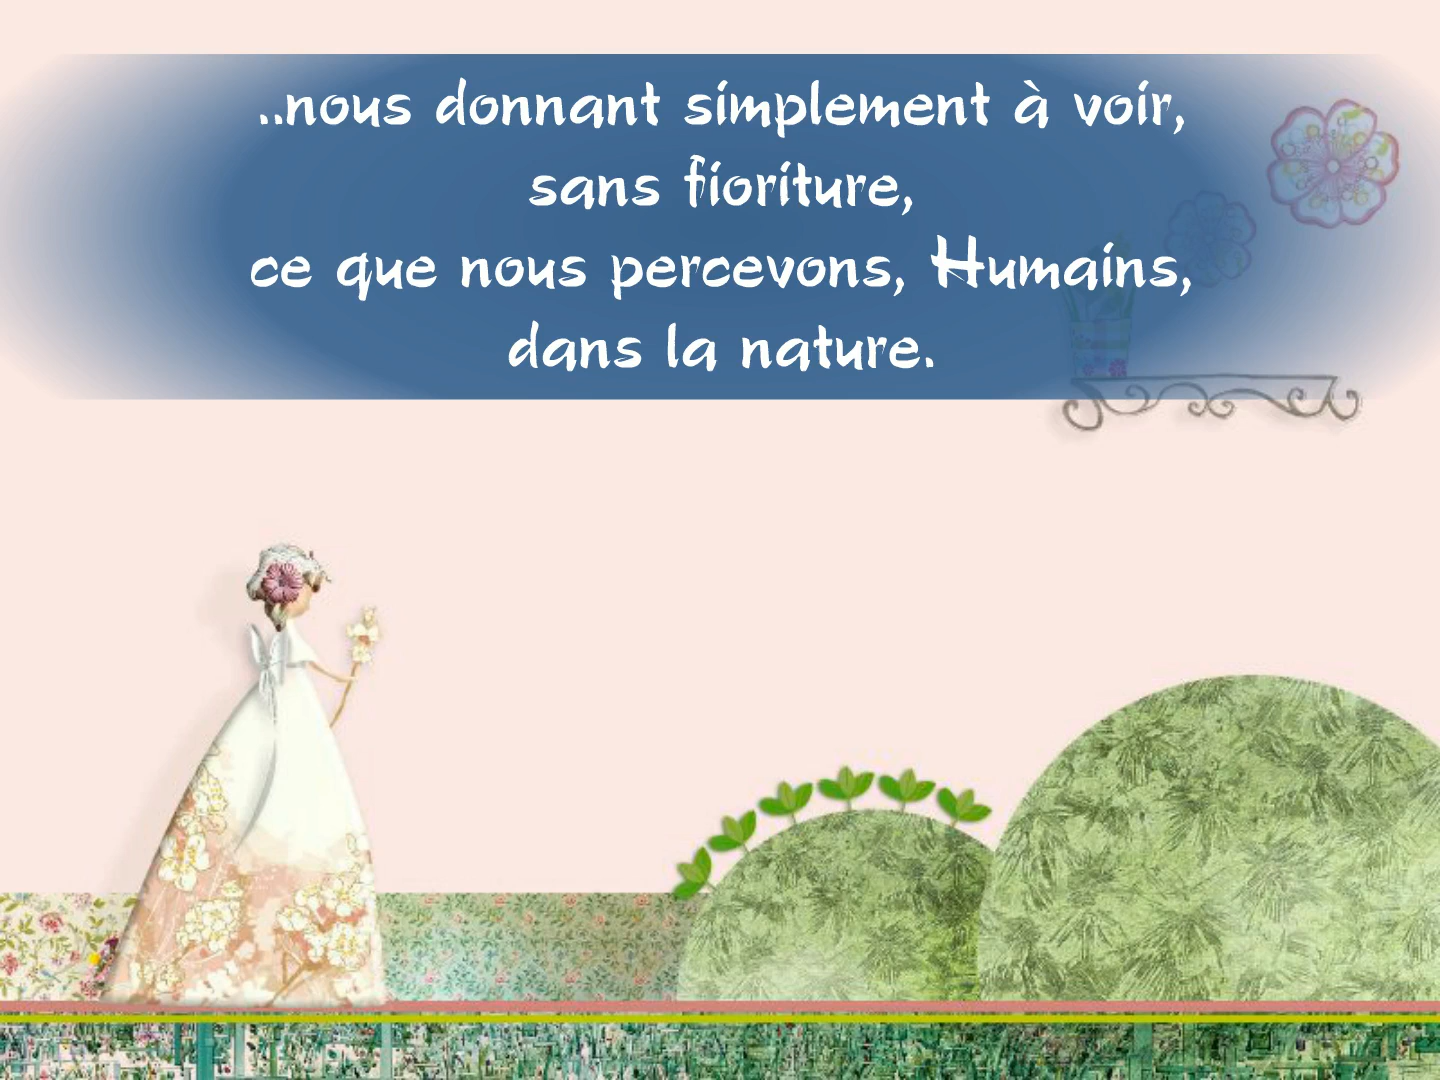 ..nous donnant simplement à voir,
sans fioriture,
ce que nous percevons, Humains,
dans la nature.